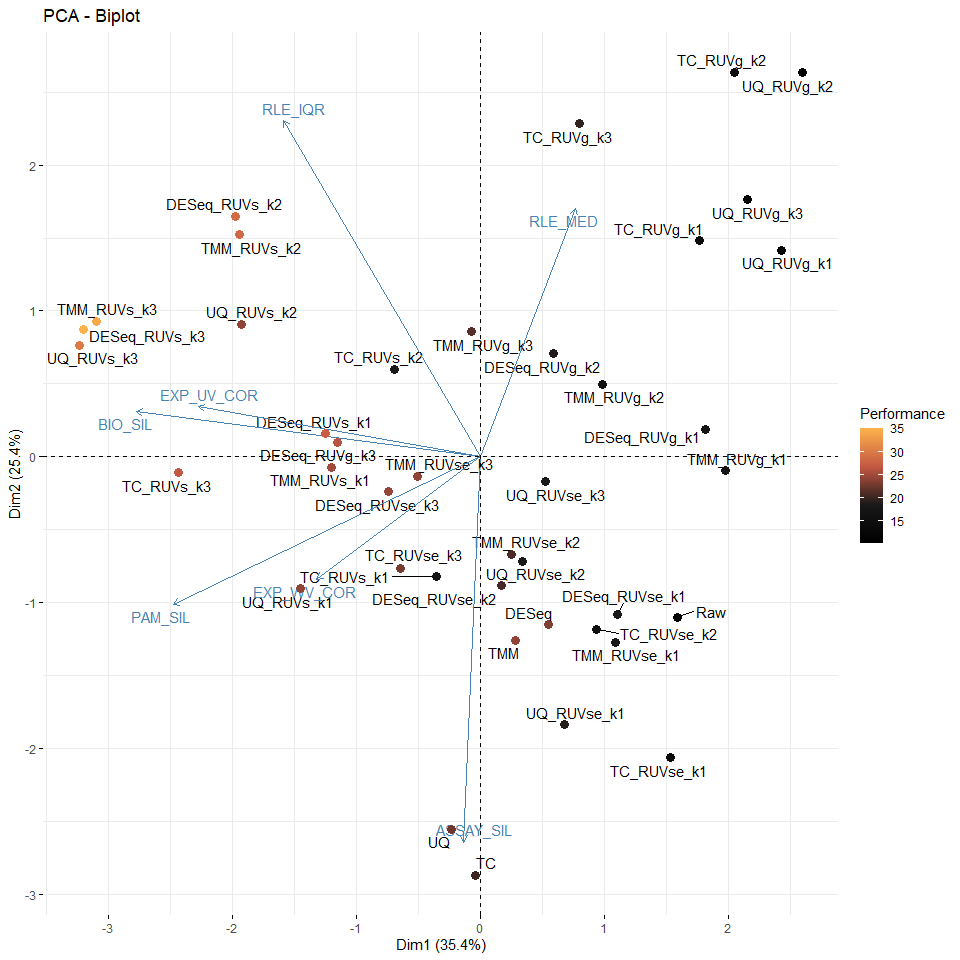 PCA - Biplot
TC_RUVg_k2
UQ_RUVg_k2
RLE_IQR
TC_RUVg_k3
DESeq_RUVs_k2
UQ_RUVg_k3
RLE_MED
TC_RUVg_k1
TMM_RUVs_k2
UQ_RUVg_k1
TMM_RUVs_k3
UQ_RUVs_k2
DESeq_RUVs_k3
TMM_RUVg_k3
UQ_RUVs_k3
TC_RUVs_k2
DESeq_RUVg_k2
EXP_UV_COR
TMM_RUVg_k2
BIO_SIL
DESeq_RUVs_k1
DESeq_RUVg_k1
DESeq_RUVg_k3
TMM_RUVse_k3
TMM_RUVg_k1
TC_RUVs_k3
TMM_RUVs_k1
UQ_RUVse_k3
DESeq_RUVse_k3
TMM_RUVse_k2
TC_RUVse_k3
TC_RUVs_k1
UQ_RUVse_k2
EXP_WV_COR
UQ_RUVs_k1
DESeq_RUVse_k2
DESeq_RUVse_k1
PAM_SIL
DESeq
Raw
TC_RUVse_k2
TMM
TMM_RUVse_k1
UQ_RUVse_k1
TC_RUVse_k1
ASSAY_SIL
UQ
TC
2
1
0
-1
-2
-3
Dim2 (25.4%)
-3
-2
-1
0
1
2
Dim1 (35.4%)
Performance
35
30
25
20
15